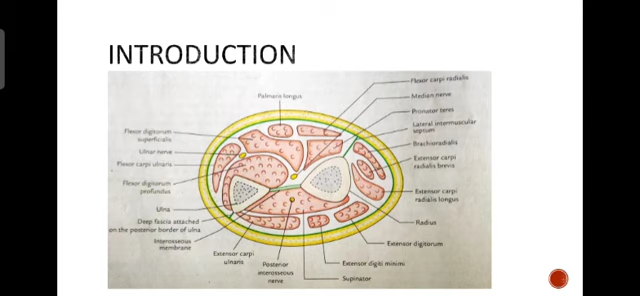 INTRODUCTION
Flexor carpi radialis
Palmaris longus
Median nerve
Pronator teres
Lateral intermuscular
septum
Flexor digitorum
superficialis
Brachioradialis
Ulnar nerve
Extensor carpi
radialis brevis
Flexor carpi ulnaris
Flexor digitorum
profundus
Extensor carpi
radialis longus
Ulna
Radius
Deep fascia attached
on the posterior border of ulna
Interosseous
membrane
Extensor digitorum
Extensor carpi
ulnaris
Posterior
interosseous
nerve
Extensor digiti minimi
Supinator